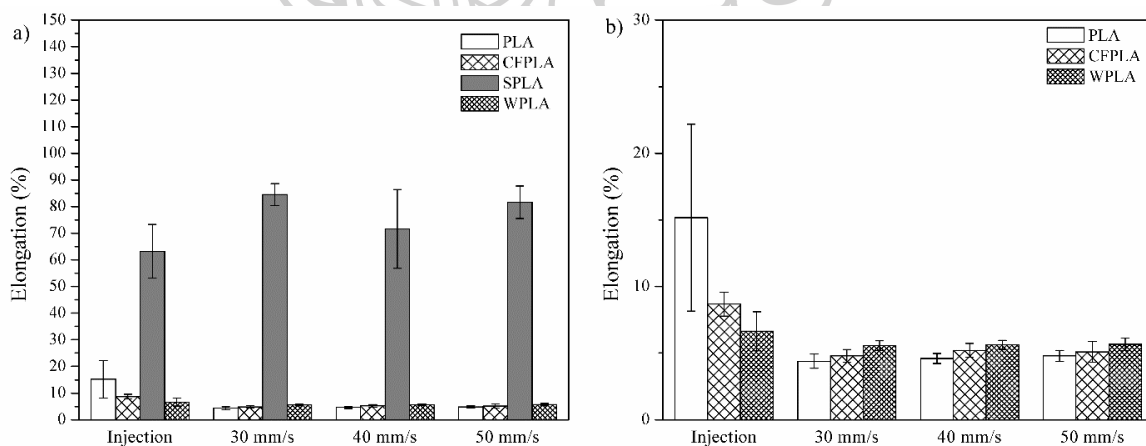 a)
Elongation (%)
150
140
130
120
110
100
90
80
70
60
50
40
30
20
10
0
PLA
CFPLA
SPLA
WPLA
Injection 30 mm/s 40 mm/s 50 mm/s
b)
Elongation (%)
30
20
10
0
PLA
CFPLA
WPLA
Injection 30 mm/s 40 mm/s 50 mm/s